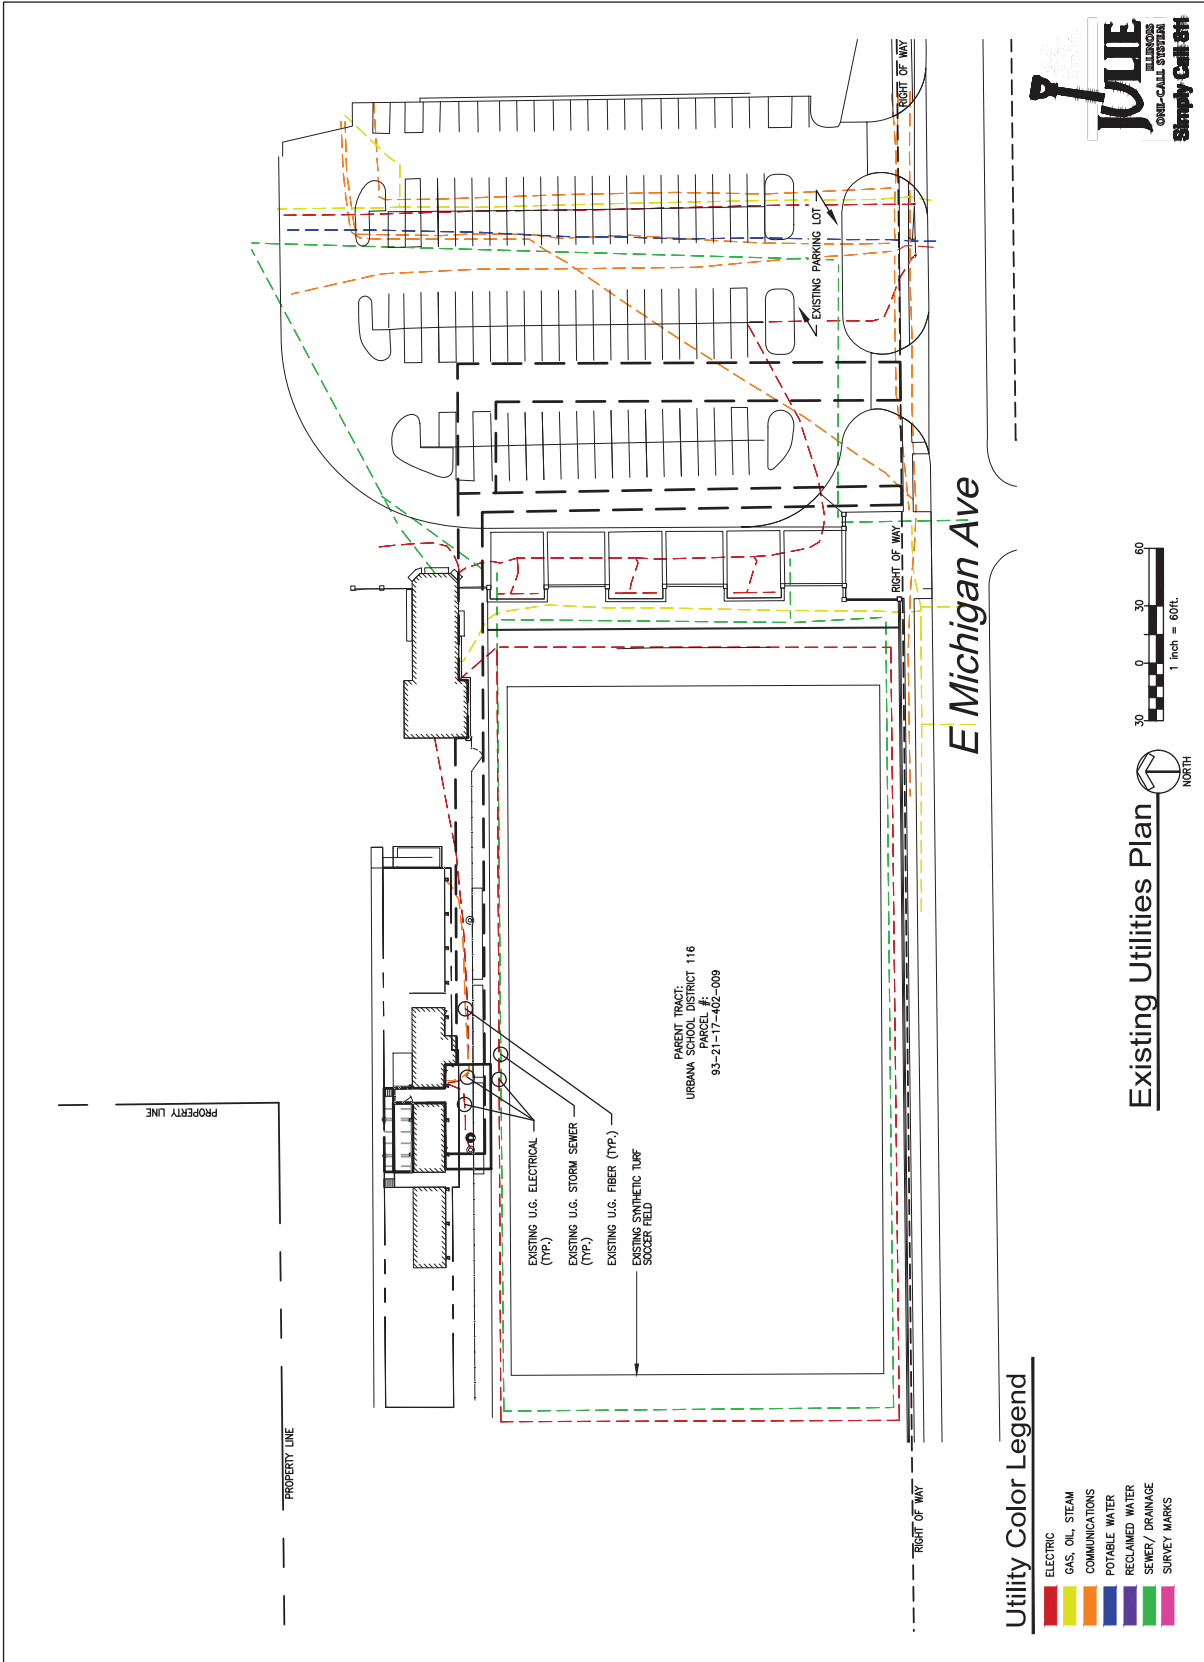 PROPERTY LINE
PROPERTY LINE
EXISTING U.G. ELECTRICAL
(TYP.)
EXISTING U.G. STORM SEWER
(TYP.)
EXISTING U.G. FIBER (TYP.)
EXISTING SYNTHETIC TURF
SOCCER FIELD
PARENT TRACT:
URBANA SCHOOL DISTRICT 116
PARCEL #:
93-21-17-402-009
EXISTING PARKING LOT
RIGHT OF WAY
RIGHT OF WAY
RIGHT OF WAY
E Michigan Ave
Utility Color Legend
ELECTRIC
GAS, OIL, STEAM
COMMUNICATIONS
POTABLE WATER
RECLAIMED WATER
SEWER/ DRAINAGE
SURVEY MARKS
Existing Utilities Plan
NORTH
30 0 30 60
1 inch = 60ft.
JULIE
ILLINOIS
ONE-CALL SYSTEM
Simply Call 811